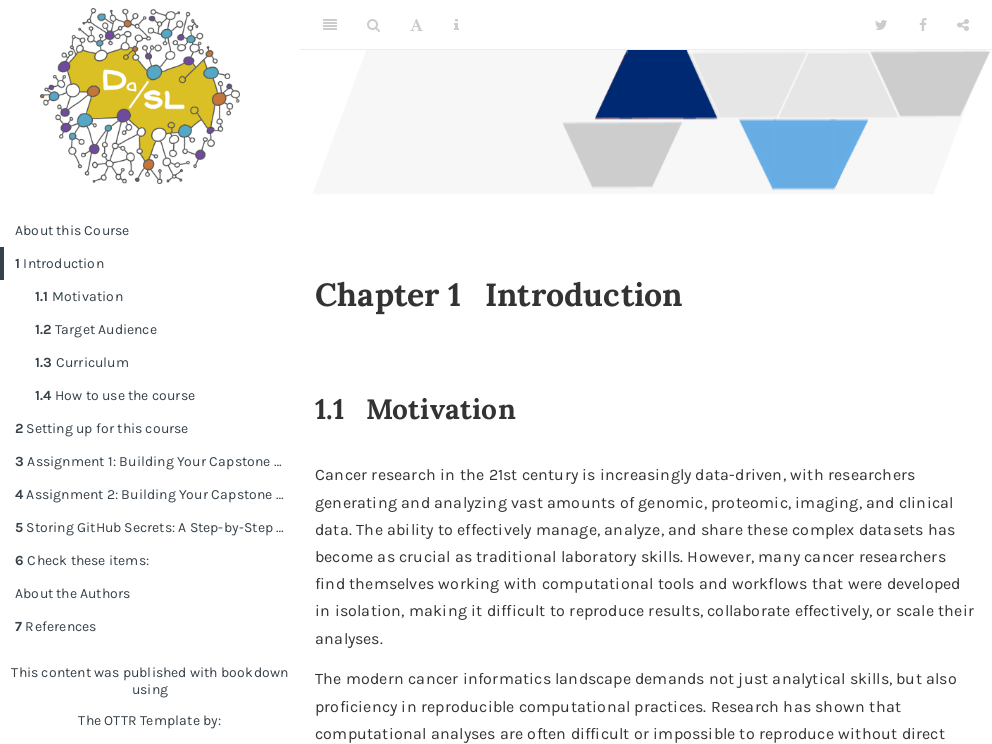 Da/SL
About this Course
1 Introduction
1.1 Motivation
1.2 Target Audience
1.3 Curriculum
1.4 How to use the course
2 Setting up for this course
3 Assignment 1: Building Your Capstone ...
4 Assignment 2: Building Your Capstone ...
5 Storing GitHub Secrets: A Step-by-Step ...
6 Check these items:
About the Authors
7 References
This content was published with bookdown
using
The OTTR Template by:
A
Chapter 1 Introduction
1.1 Motivation
Cancer research in the 21st century is increasingly data-driven, with researchers
generating and analyzing vast amounts of genomic, proteomic, imaging, and clinical
data. The ability to effectively manage, analyze, and share these complex datasets has
become as crucial as traditional laboratory skills. However, many cancer researchers
find themselves working with computational tools and workflows that were developed
in isolation, making it difficult to reproduce results, collaborate effectively, or scale their
analyses.
The modern cancer informatics landscape demands not just analytical skills, but also
proficiency in reproducible computational practices. Research has shown that
computational analyses are often difficult or impossible to reproduce without direct